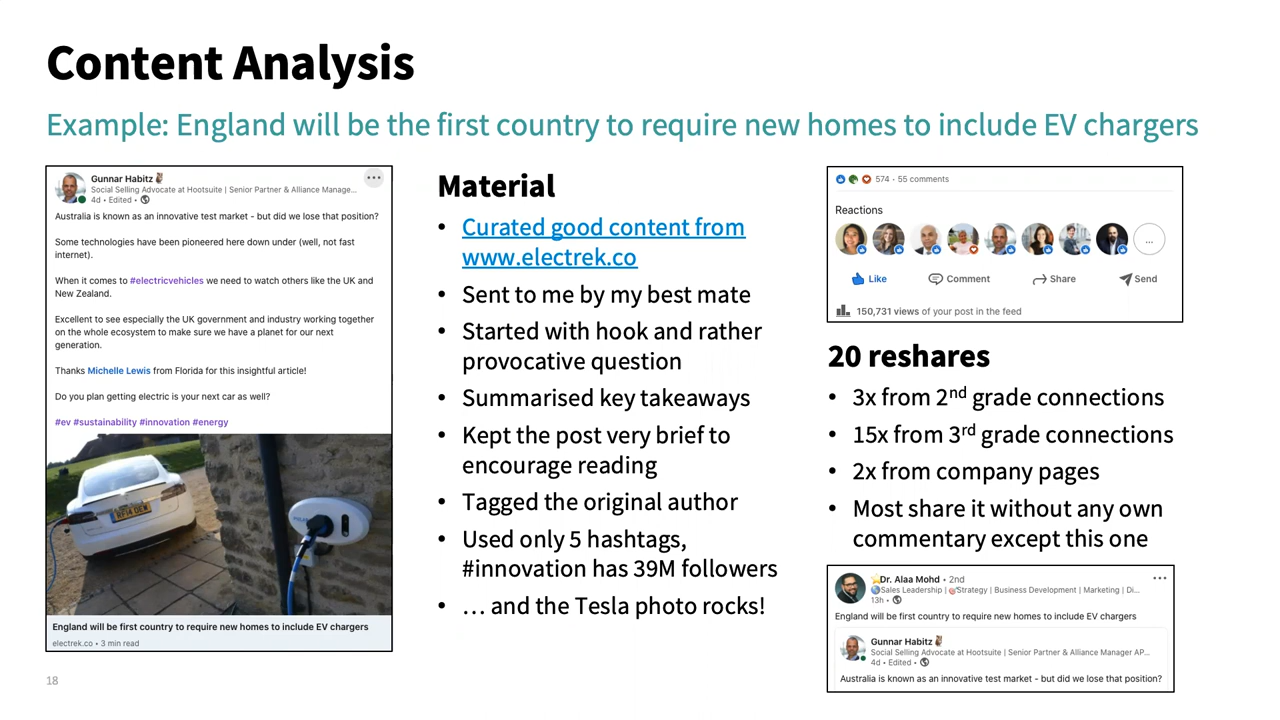 Content Analysis
Example: England will be the first country to require new homes to include EV chargers
Gunnar Habitz
Social Selling Advocate at Hootsuite | Senior Partner & Alliance Manage...
4d • Edited •
Australia is known as an innovative test market - but did we lose that position?
Some technologies have been pioneered here down under (well, not fast
internet).
When it comes to #electricvehicles we need to watch others like the UK and
New Zealand.
Excellent to see especially the UK government and industry working together
on the whole ecosystem to make sure we have a planet for our next
generation.
Thanks Michelle Lewis from Florida for this insightful article!
Do you plan getting electric is your next car as well?
#ev #sustainability #innovation #energy
England will be first country to require new homes to include EV chargers
electrek.co • 3 min read
18
Material
• Curated good content from
www.electrek.co
• Sent to me by my best mate
• Started with hook and rather
provocative question
• Summarised key takeaways
• Kept the post very brief to
encourage reading
• Tagged the original author
• Used only 5 hashtags,
#innovation has 39M followers
• … and the Tesla photo rocks!
574 · 55 comments
Reactions
...
Like Comment Share Send
150,731 views of your post in the feed
20 reshares
• 3x from 2nd grade connections
• 15x from 3rd grade connections
• 2x from company pages
• Most share it without any own
commentary except this one
Dr. Alaa Mohd • 2nd
Sales Leadership | Strategy | Business Development | Marketing | Di...
13h •
England will be first country to require new homes to include EV chargers
Gunnar Habitz
Social Selling Advocate at Hootsuite | Senior Partner & Alliance Manager AP...
4d • Edited •
Australia is known as an innovative test market - but did we lose that position?